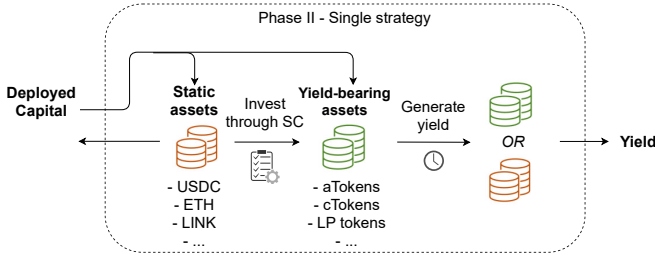 Phase II - Single strategy
Deployed
Capital
Static
assets
Invest
through SC
Yield-bearing
assets
Generate
yield
OR
Yield
- USDC
- ETH
- LINK
- ...
- aTokens
- cTokens
- LP tokens
- ...